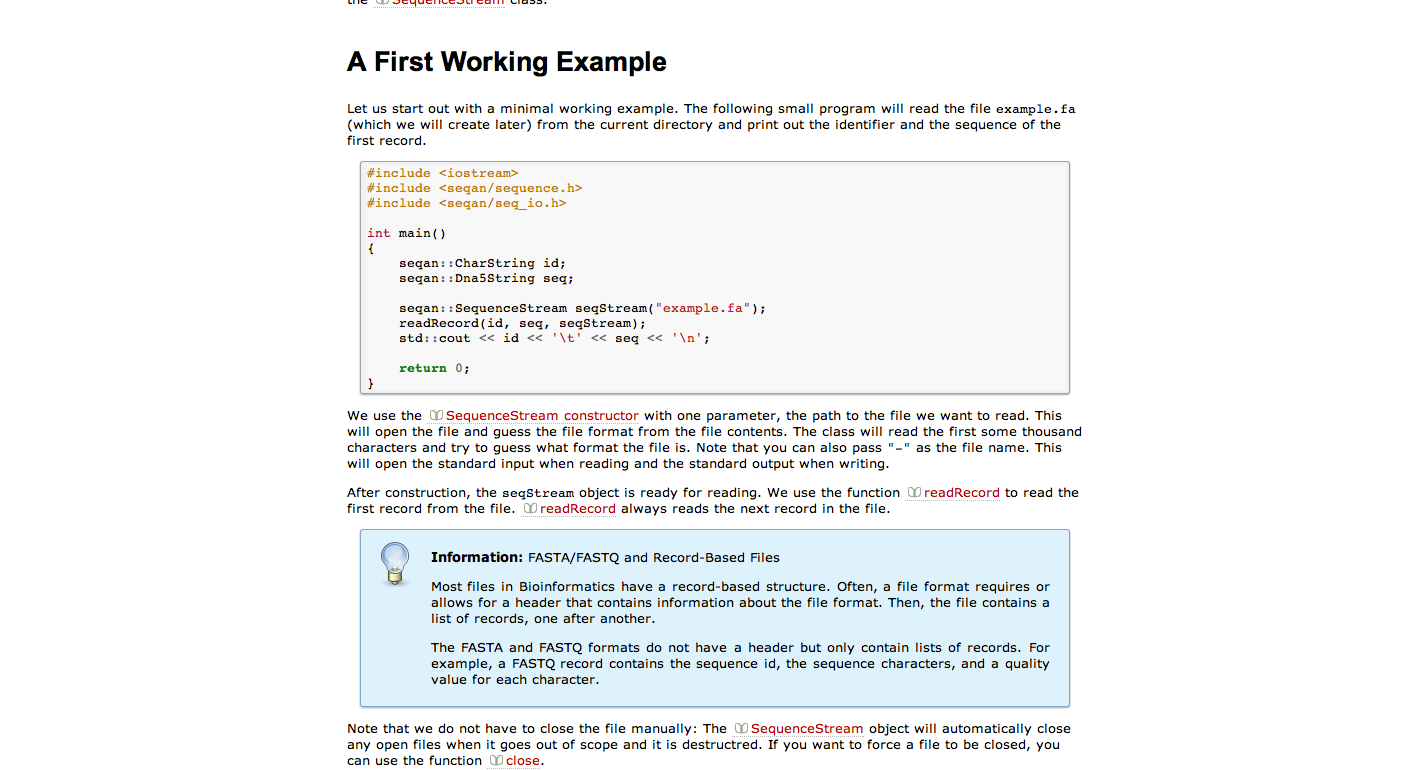 the SequenceStream class.
A First Working Example
Let us start out with a minimal working example. The following small program will read the file example.fa
(which we will create later) from the current directory and print out the identifier and the sequence of the
first record.
#include <iostream>
#include <seqan/sequence.h>
#include <seqan/seq_io.h>
int main()
{
    seqan::CharString id;
    seqan::Dna5String seq;
    seqan::SequenceStream seqStream("example.fa");
    readRecord(id, seq, seqStream);
    std::cout << id << '\t' << seq << '\n';
    return 0;
}
We use the SequenceStream constructor with one parameter, the path to the file we want to read. This
will open the file and guess the file format from the file contents. The class will read the first some thousand
characters and try to guess what format the file is. Note that you can also pass "-" as the file name. This
will open the standard input when reading and the standard output when writing.
After construction, the seqStream object is ready for reading. We use the function readRecord to read the
first record from the file. readRecord always reads the next record in the file.
Information: FASTA/FASTQ and Record-Based Files
Most files in Bioinformatics have a record-based structure. Often, a file format requires or
allows for a header that contains information about the file format. Then, the file contains a
list of records, one after another.
The FASTA and FASTQ formats do not have a header but only contain lists of records. For
example, a FASTQ record contains the sequence id, the sequence characters, and a quality
value for each character.
Note that we do not have to close the file manually: The SequenceStream object will automatically close
any open files when it goes out of scope and it is destructred. If you want to force a file to be closed, you
can use the function close.